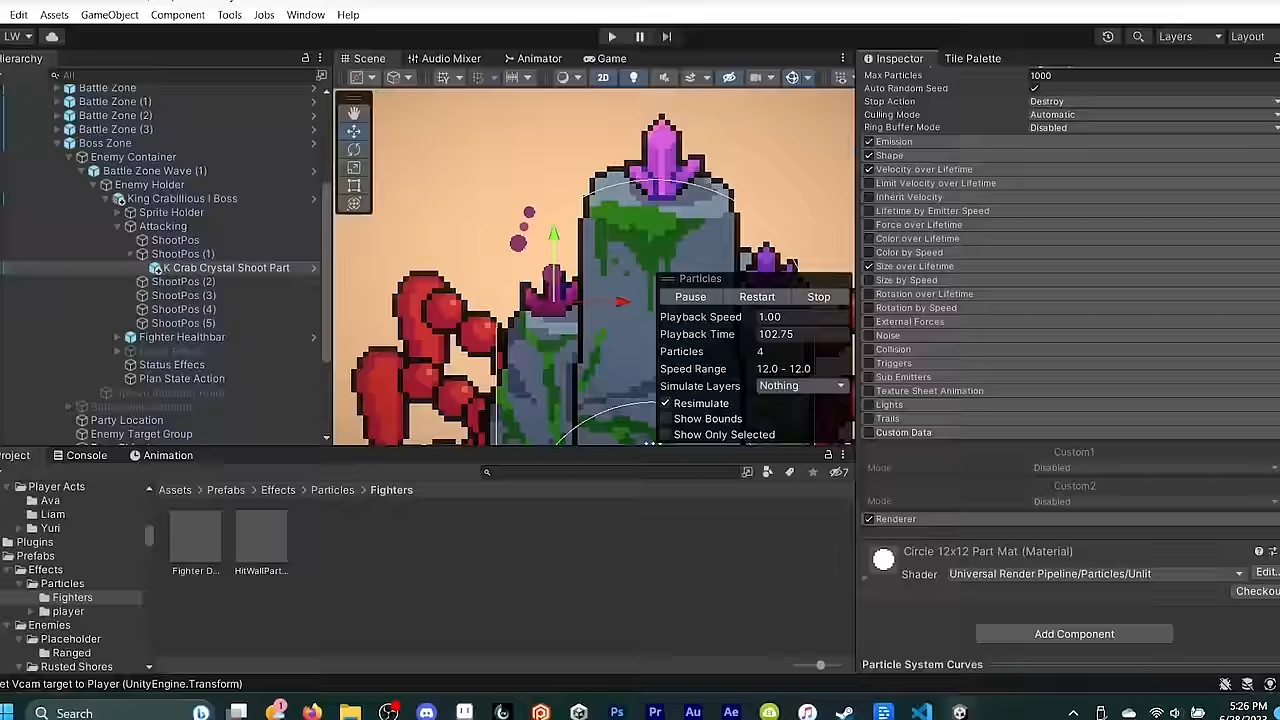 Edit Assets GameObject Component Tools Jobs Window Help
LW Layers Layout
Hierarchy
Scene Audio Mixer Animator Game
Inspector Tile Palette
All
2D
Battle Zone
Battle Zone (1)
Battle Zone (2)
Battle Zone (3)
Boss Zone
Enemy Container
Battle Zone Wave (1)
Enemy Holder
King Crabillious I Boss
Sprite Holder
Attacking
ShootPos
ShootPos (1)
K Crab Crystal Shoot Part
ShootPos (2)
ShootPos (3)
ShootPos (4)
ShootPos (5)
Fighter Healthbar
Status Effecs
Plan State Action
Party Location
Enemy Target Group
Particles
Pause Restart Stop
Playback Speed 1.00
Playback Time 102.75
Particles 4
Speed Range 12.0 - 12.0
Simulate Layers Nothing
Resimulate
Show Bounds
Show Only Selected
Max Particles 1000
Auto Random Seed
Stop Action Destroy
Culling Mode Automatic
Ring Buffer Mode Disabled
Emission
Shape
Velocity over Lifetime
Limit Velocity over Lifetime
Inherit Velocity
Lifetime by Emitter Speed
Force over Lifetime
Color over Lifetime
Color by Speed
Size over Lifetime
Size by Speed
Rotation over Lifetime
Rotation by Speed
External Forces
Noise
Collision
Triggers
Sub Emitters
Texture Sheet Animation
Lights
Trails
Custom Data
Custom1
Mode Disabled
Custom2
Mode Disabled
Renderer
Circle 12x12 Part Mat (Material)
Shader Universal Render Pipeline/Particles/Unlit Edit..
Checkou
Add Component
Particle System Curves
roject Console Animation
7
Assets Prefabs Effects Particles Fighters
Player Acts
Ava
Liam
Yuri
Plugins
Prefabs
Effects
Particles
Fighters
player
Enemies
Placeholder
Ranged
Rusted Shores
Fighter D...
HitWallPart...
et Vcam target to Player (UnityEngine.Transform)
Search 1 Ps Pr Au Ae 5:26 PM